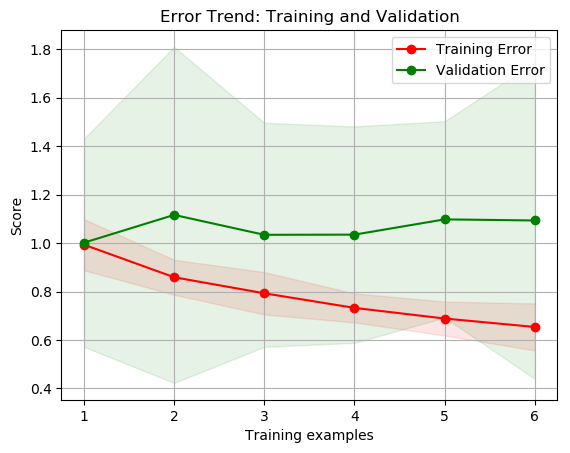 Error Trend: Training and Validation
Training Error
Validation Error
1.8
1.6
1.4
1.2
1.0
0.8
0.6
0.4
Score
1 2 3 4 5 6
Training examples